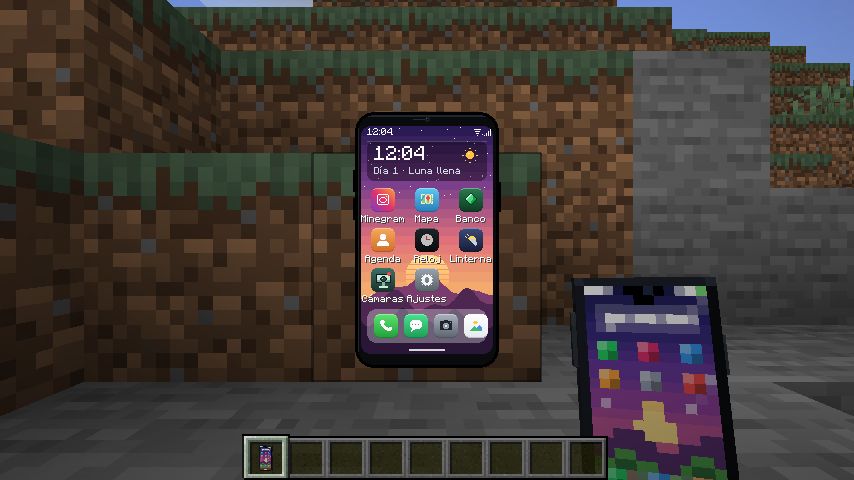 12:04
12:04
Día 1 · Luna llena
Minegram Mapa Banco
Agenda Reloj Linterna
Cámaras Ajustes